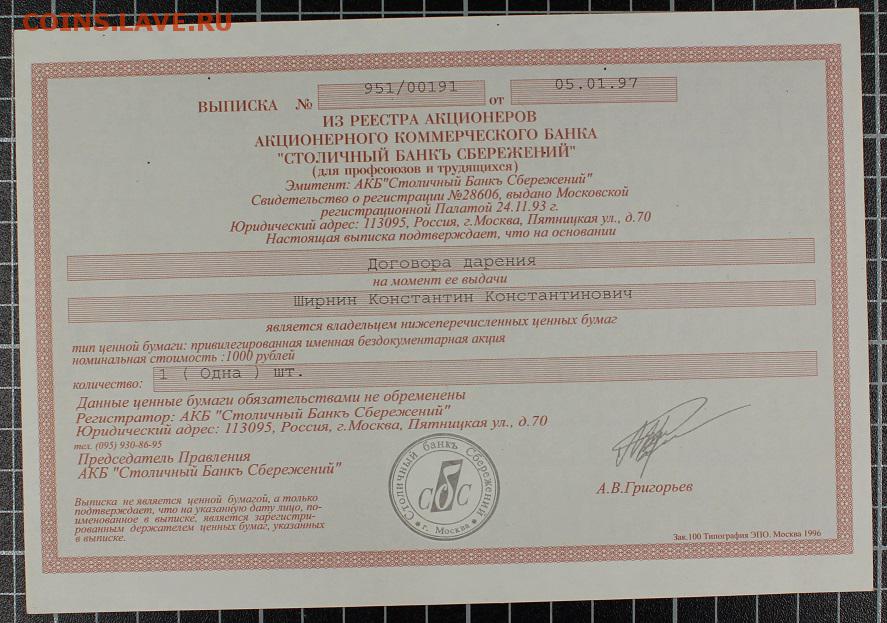 COINS.LAVE.RU
ВЫПИСКА № 951/00191 от 05.01.97
ИЗ РЕЕСТРА АКЦИОНЕРОВ
АКЦИОНЕРНОГО КОММЕРЧЕСКОГО БАНКА
"СТОЛИЧНЫЙ БАНКЪ СБЕРЕЖЕНИЙ"
(для профсоюзов и трудящихся)
Эмитент: АКБ"Столичный Банкъ Сбережений"
Свидетельство о регистрации №28606, выдано Московской
регистрационной Палатой 24.11.93 г.
Юридический адрес: 113095, Россия, г.Москва, Пятницкая ул., д.70
Настоящая выписка подтверждает, что на основании
Договора дарения
на момент ее выдачи
Ширнин Константин Константинович
является владельцем нижеперечисленных ценных бумаг
тип ценной бумаги: привилегированная именная бездокументарная акция
номинальная стоимость :1000 рублей
количество: 1 ( Одна ) шт.
Данные ценные бумаги обязательствами не обременены
Регистратор: АКБ "Столичный Банкъ Сбережений"
Юридический адрес: 113095, Россия, г.Москва, Пятницкая ул., д.70
тел. (095) 930-86-95
Председатель Правления
АКБ "Столичный Банкъ Сбережений"
Столичный банкъ Сбережений
СбС
г. Москва
А.В.Григорьев
Выписка не является ценной бумагой, а только
подтверждает, что на указанную дату лицо, по-
именованное в выписке, является зарегистри-
рованным держателем ценных бумаг, указанных
в выписке.
Зак.100 Типография ЭПО. Москва 1996